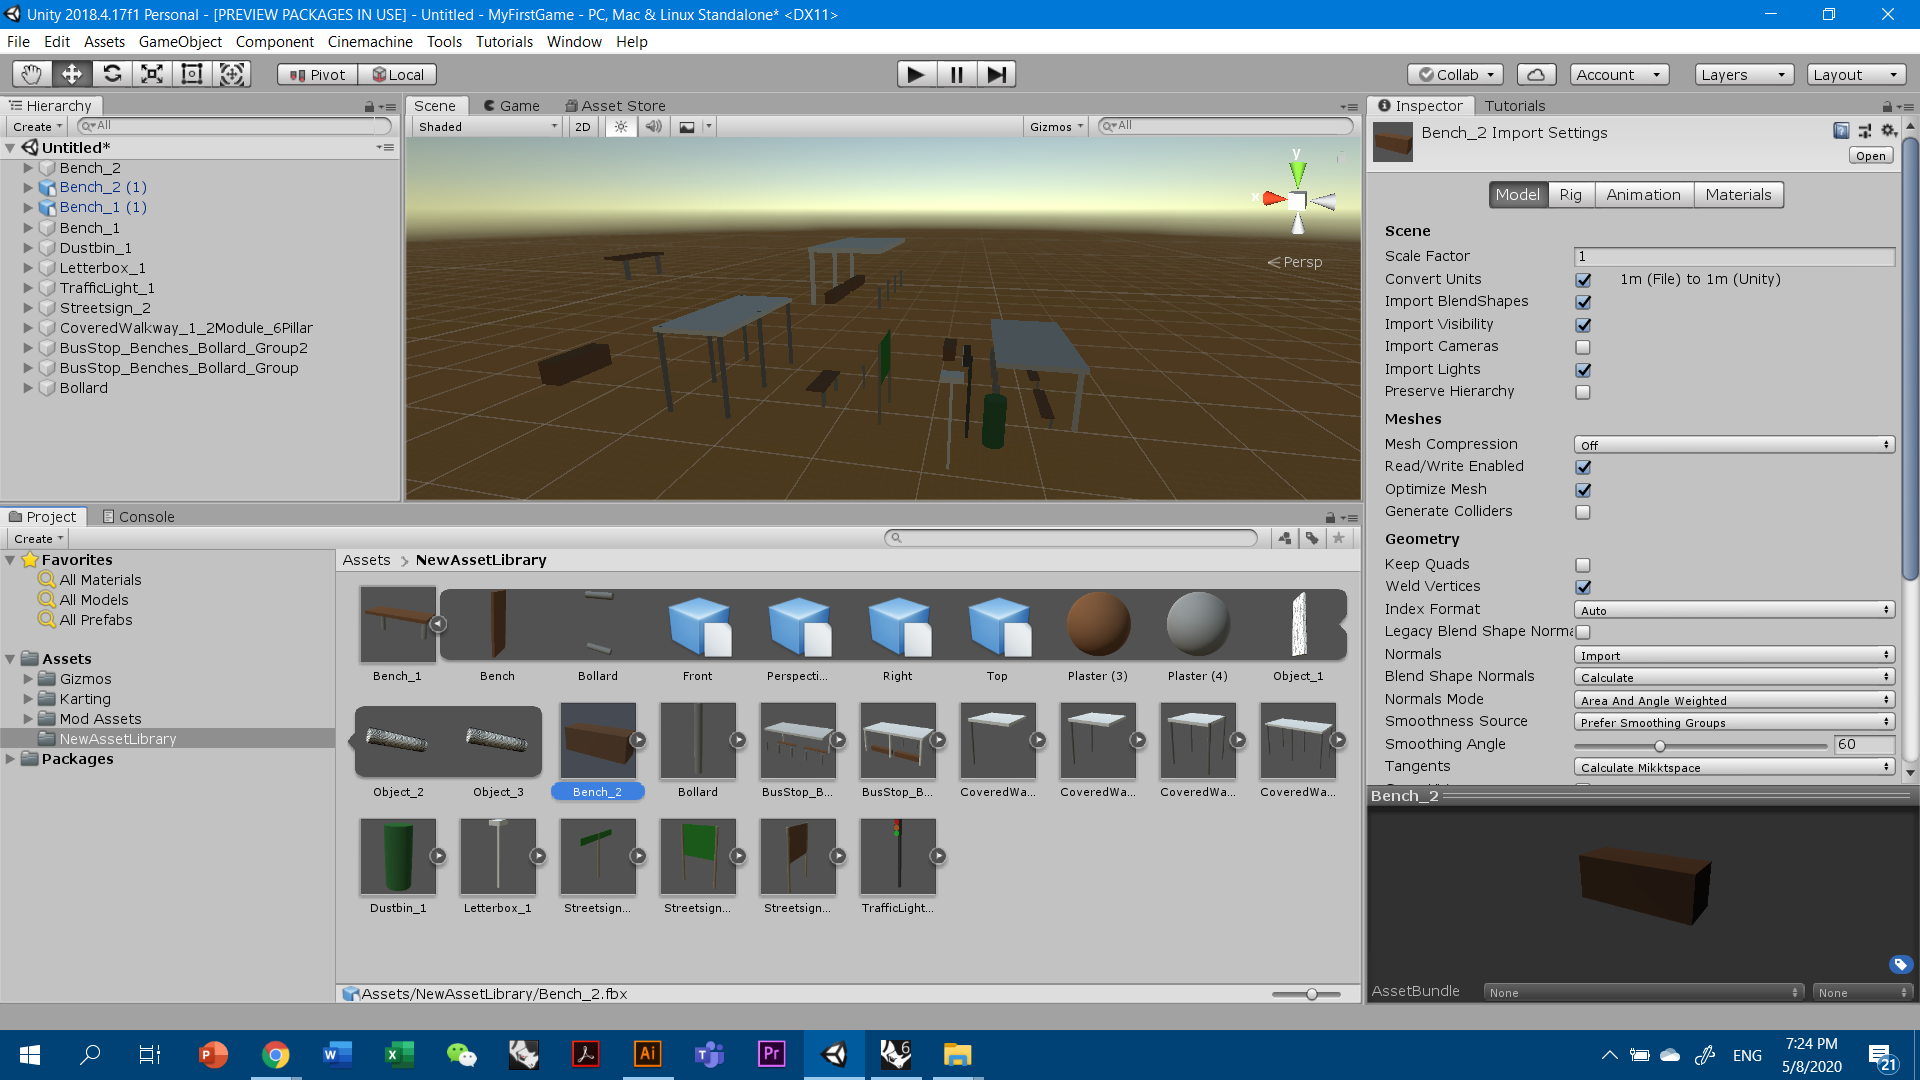 Unity 2018.4.17f1 Personal - [PREVIEW PACKAGES IN USE] - Untitled - MyFirstGame - PC, Mac & Linux Standalone* <DX11>
File Edit Assets GameObject Component Cinemachine Tools Tutorials Window Help
Pivot Local Collab Account Layers Layout
Hierarchy
Create All
Untitled*
Bench_2
Bench_2 (1)
Bench_1 (1)
Bench_1
Dustbin_1
Letterbox_1
TrafficLight_1
Streetsign_2
CoveredWalkway_1_2Module_6Pillar
BusStop_Benches_Bollard_Group2
BusStop_Benches_Bollard_Group
Bollard
Scene Game Asset Store
Shaded 2D Gizmos All
y
x
Persp
Inspector Tutorials
Bench_2 Import Settings
Open
Model Rig Animation Materials
Scene
Scale Factor 1
Convert Units 1m (File) to 1m (Unity)
Import BlendShapes
Import Visibility
Import Cameras
Import Lights
Preserve Hierarchy
Meshes
Mesh Compression Off
Read/Write Enabled
Optimize Mesh
Generate Colliders
Geometry
Keep Quads
Weld Vertices
Index Format Auto
Legacy Blend Shape Norma
Normals Import
Blend Shape Normals Calculate
Normals Mode Area And Angle Weighted
Smoothness Source Prefer Smoothing Groups
Smoothing Angle 60
Tangents Calculate Mikktspace
Bench_2
AssetBundle None None
Project Console
Create
Favorites
All Materials
All Models
All Prefabs
Assets
Gizmos
Karting
Mod Assets
NewAssetLibrary
Packages
Assets NewAssetLibrary
Bench_1 Bench Bollard Front Perspecti... Right Top Plaster (3) Plaster (4) Object_1
Object_2 Object_3 Bench_2 Bollard BusStop_B... BusStop_B... CoveredWa... CoveredWa... CoveredWa... CoveredWa...
Dustbin_1 Letterbox_1 Streetsign... Streetsign... Streetsign... TrafficLight...
Assets/NewAssetLibrary/Bench_2.fbx
ENG
7:24 PM
5/8/2020
21